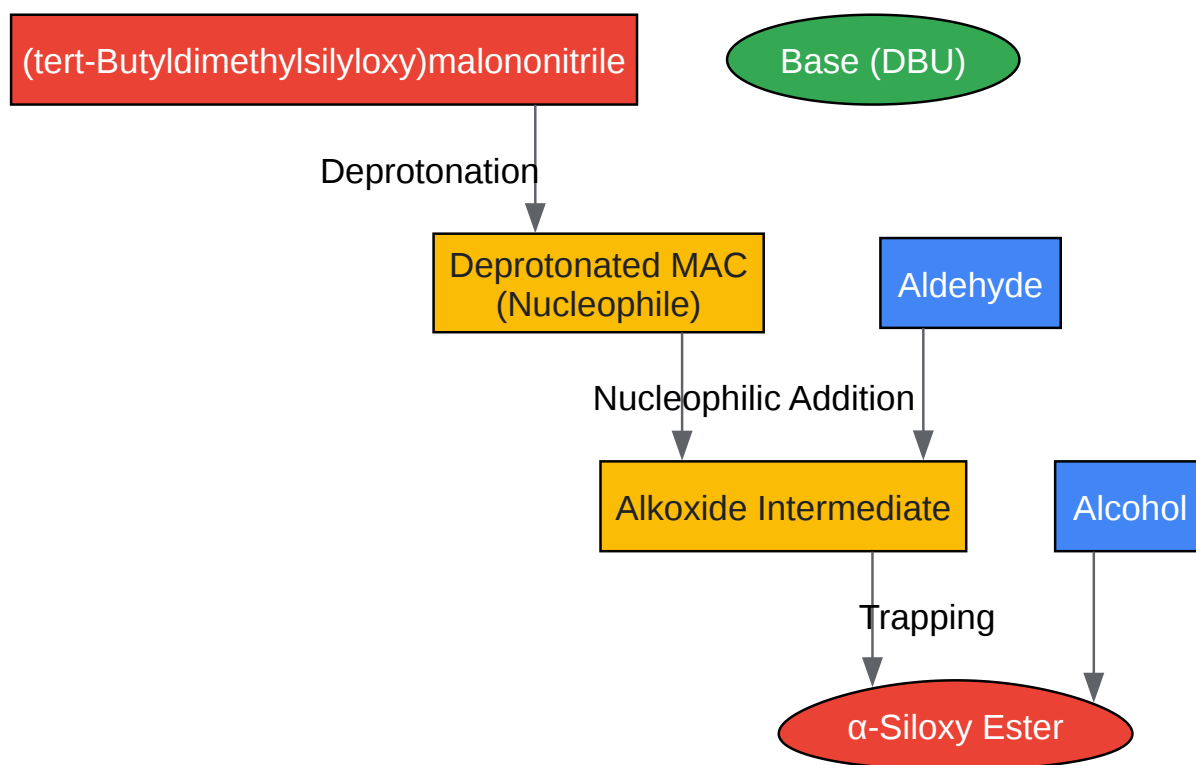 (tert-Butyldimethylsilyloxy)malononitrile
Base (DBU)
Deprotonation
Deprotonated MAC
(Nucleophile)
Aldehyde
Nucleophilic Addition
Alkoxide Intermediate
Alcohol
Trapping
α-Siloxy Ester